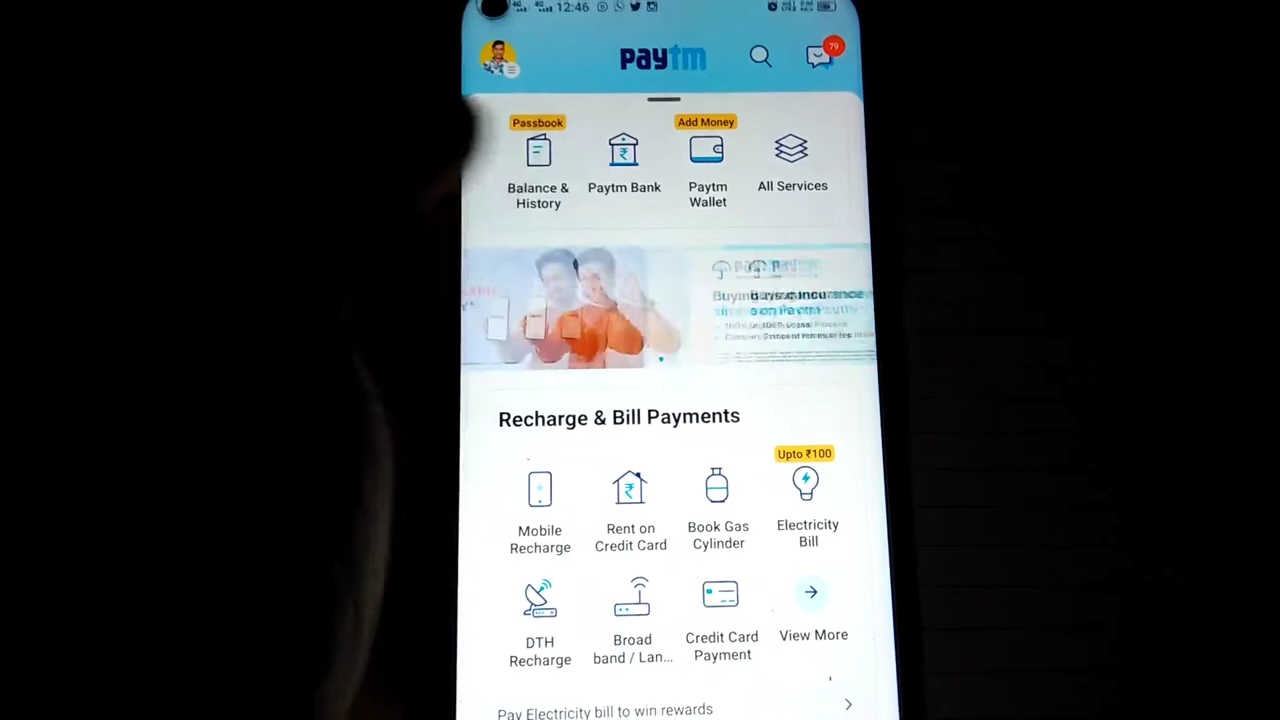 12:46
paytm
79
Passbook
Add Money
Balance & History
Paytm Bank
Paytm Wallet
All Services
Recharge & Bill Payments
Upto ₹100
Mobile Recharge
Rent on Credit Card
Book Gas Cylinder
Electricity Bill
DTH Recharge
Broad band / Lan...
Credit Card Payment
View More
Pay Electricity bill to win rewards